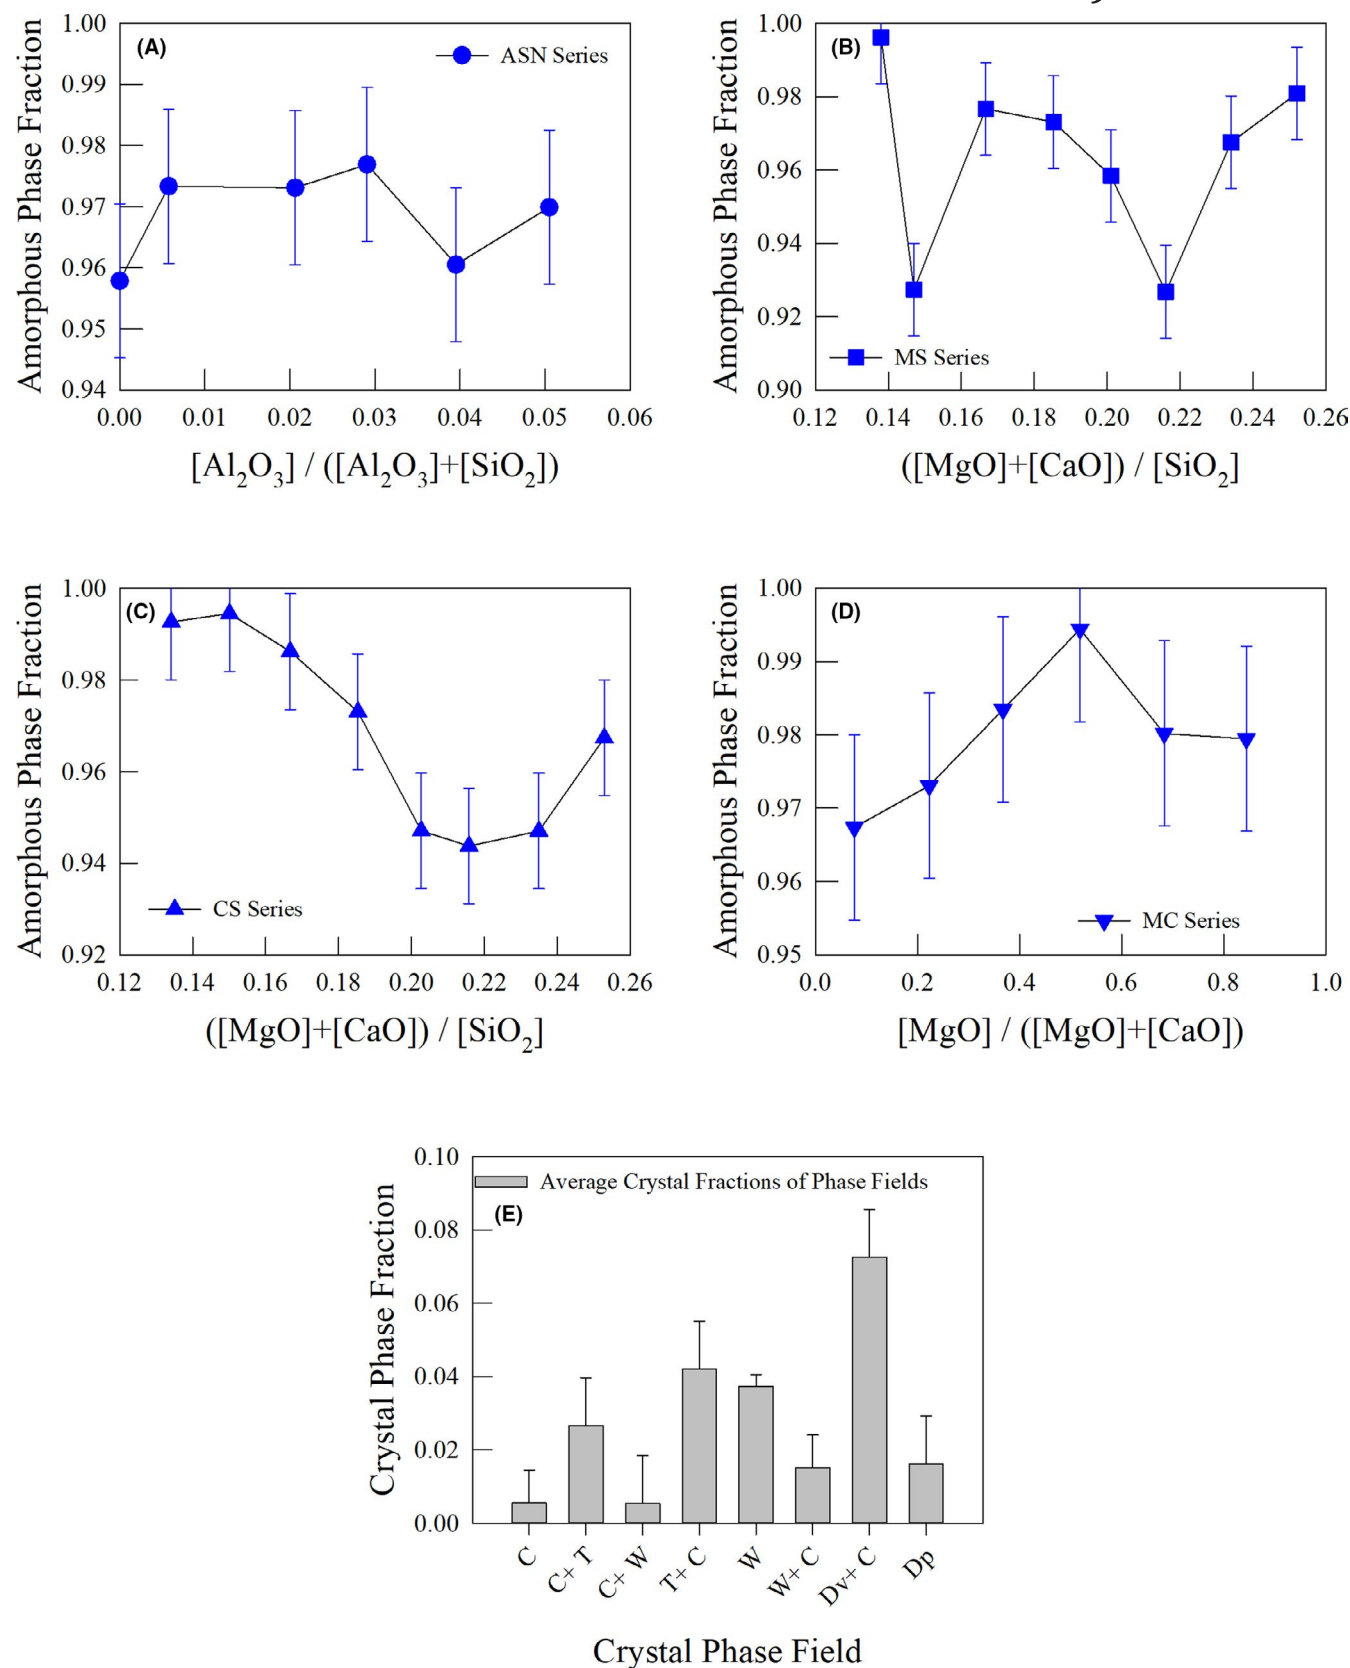 1.00
(A)
ASN Series
0.99
0.98
0.97
0.96
0.95
0.94
0.00 0.01 0.02 0.03 0.04 0.05 0.06
Amorphous Phase Fraction
[Al₂O₃] / ([Al₂O₃]+[SiO₂])
1.00
(B)
0.98
0.96
0.94
0.92
MS Series
0.90
0.12 0.14 0.16 0.18 0.20 0.22 0.24 0.26
Amorphous Phase Fraction
([MgO]+[CaO]) / [SiO₂]
1.00
(C)
0.98
0.96
0.94
CS Series
0.92
0.12 0.14 0.16 0.18 0.20 0.22 0.24 0.26
Amorphous Phase Fraction
([MgO]+[CaO]) / [SiO₂]
1.00
(D)
0.99
0.98
0.97
0.96
MC Series
0.95
0.0 0.2 0.4 0.6 0.8 1.0
Amorphous Phase Fraction
[MgO] / ([MgO]+[CaO])
0.10
Average Crystal Fractions of Phase Fields
(E)
0.08
0.06
0.04
0.02
0.00
C C+ T C+ W T+ C W W+ C Dv+ C Dp
Crystal Phase Fraction
Crystal Phase Field